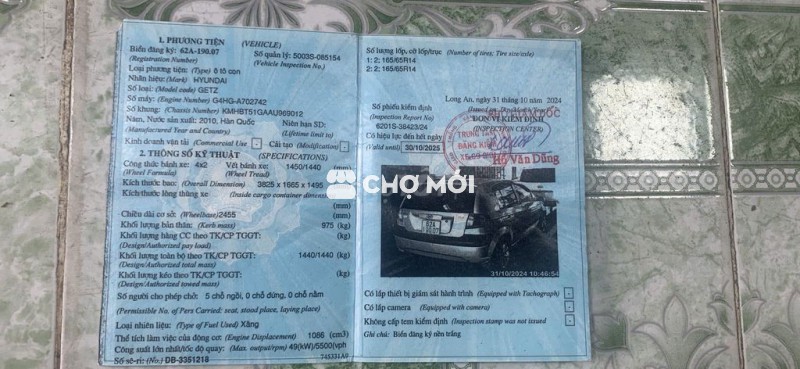 1. PHƯƠNG TIỆN (VEHICLE)
Biển đăng ký: 62A-190.07 Số quản lý: 5003S-085154
(Registration Number) (Vehicle Inspection No.)
Loại phương tiện: (Type) ô tô con
Nhãn hiệu: (Mark) HYUNDAI
Số loại: (Model code) GETZ
Số máy: (Engine Number) G4HG-A702742
Số khung: (Chassis Number) KMHBT51GAAU969012
Năm, Nước sản xuất: 2010, Hàn Quốc Niên hạn SD:
(Manufactured Year and Country) (Lifetime limit to)
Kinh doanh vận tải (Commercial Use) - Cải tạo (Modification) -
2. THÔNG SỐ KỸ THUẬT (SPECIFICATIONS)
Công thức bánh xe: 4x2 Vết bánh xe: 1450/1440 (mm)
(Wheel Formula) (Wheel Tread)
Kích thước bao: (Overall Dimension) 3825 x 1665 x 1495
Kích thước lòng thùng xe (Inside cargo container dimension)
(mm)
Chiều dài cơ sở: (Wheelbase) 2455 (mm)
Khối lượng bản thân: (Kerb mass) 975 (kg)
Khối lượng hàng CC theo TK/CP TGGT: (kg)
(Design/Authorized pay load)
Khối lượng toàn bộ theo TK/CP TGGT: 1440/1440 (kg)
(Design/Authorized total mass)
Khối lượng kéo theo TK/CP TGGT: (kg)
(Design/Authorized towed mass)
Số người cho phép chở: 5 chỗ ngồi, 0 chỗ đứng, 0 chỗ nằm
(Permissible No. of Pers Carried: seat, stood place, laying place)
Loại nhiên liệu: (Type of Fuel Used) Xăng
Thể tích làm việc của động cơ: (Engine Displacement) 1086 (cm3)
Công suất lớn nhất/tốc độ quay: (Max. output/rpm) 49(kW)/5500(vph
Số sê-ri: (No.) DB-3351218
Số lượng lốp, cỡ lốp/trục (Number of tires; Tire size/axle)
1: 2; 165/65R14
2: 2; 165/65R14
Long An, ngày 31 tháng 10 năm 2024
Số phiếu kiểm định
(Inspection Report No) ĐƠN VỊ KIỂM ĐỊNH
6201S-38423/24 (INSPECTION CENTER)
Có hiệu lực đến hết ngày
(Valid until) 30/10/2025
TRUNG TÂM
ĐĂNG KIỂM
Hồ Văn Dũng
CHỢ MỚI
62A
190.07
31/10/2024 10:46:54
Có lắp thiết bị giám sát hành trình (Equipped with Tachograph) -
Có lắp camera (Equipped with camera) -
Không cấp tem kiểm định (Inspection stamp was not issued -
Ghi chú: Biển đăng ký nền trắng